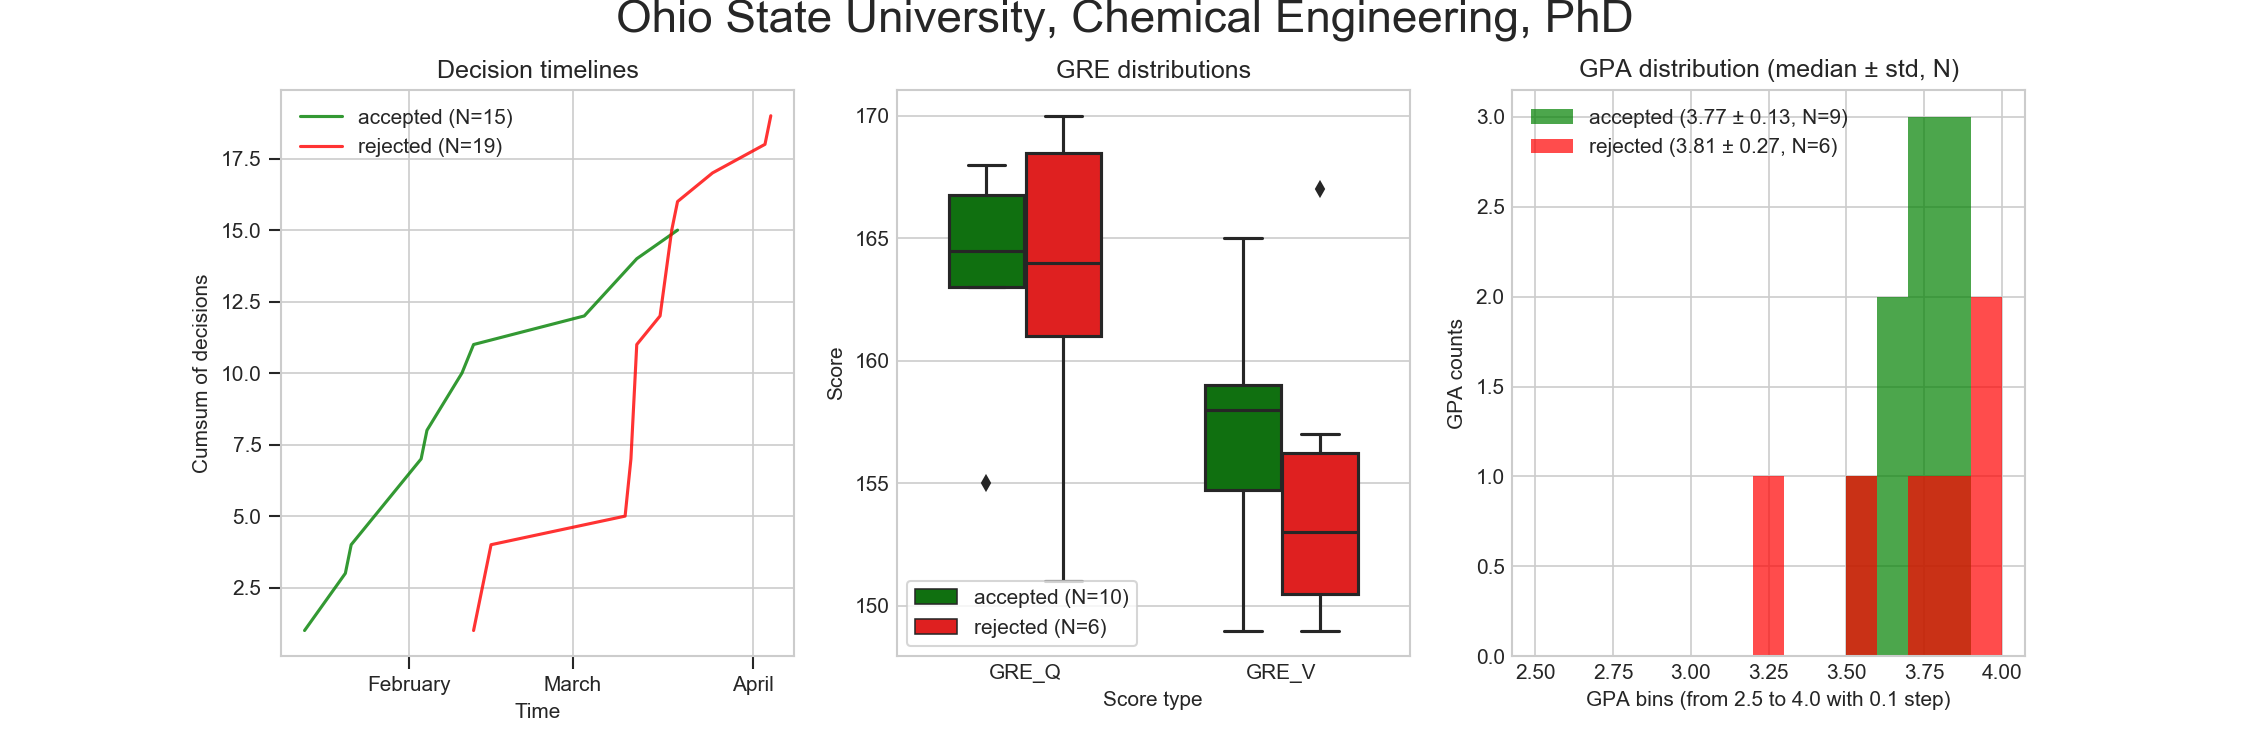 Ohio State University, Chemical Engineering, PhD
Decision timelines
accepted (N=15)
rejected (N=19)
17.5
15.0
12.5
10.0
7.5
5.0
2.5
Cumsum of decisions
February March April
Time
GRE distributions
170
165
160
155
150
Score
accepted (N=10)
rejected (N=6)
GRE_Q GRE_V
Score type
GPA distribution (median ± std, N)
accepted (3.77 ± 0.13, N=9)
rejected (3.81 ± 0.27, N=6)
3.0
2.5
2.0
1.5
1.0
0.5
0.0
GPA counts
2.50 2.75 3.00 3.25 3.50 3.75 4.00
GPA bins (from 2.5 to 4.0 with 0.1 step)